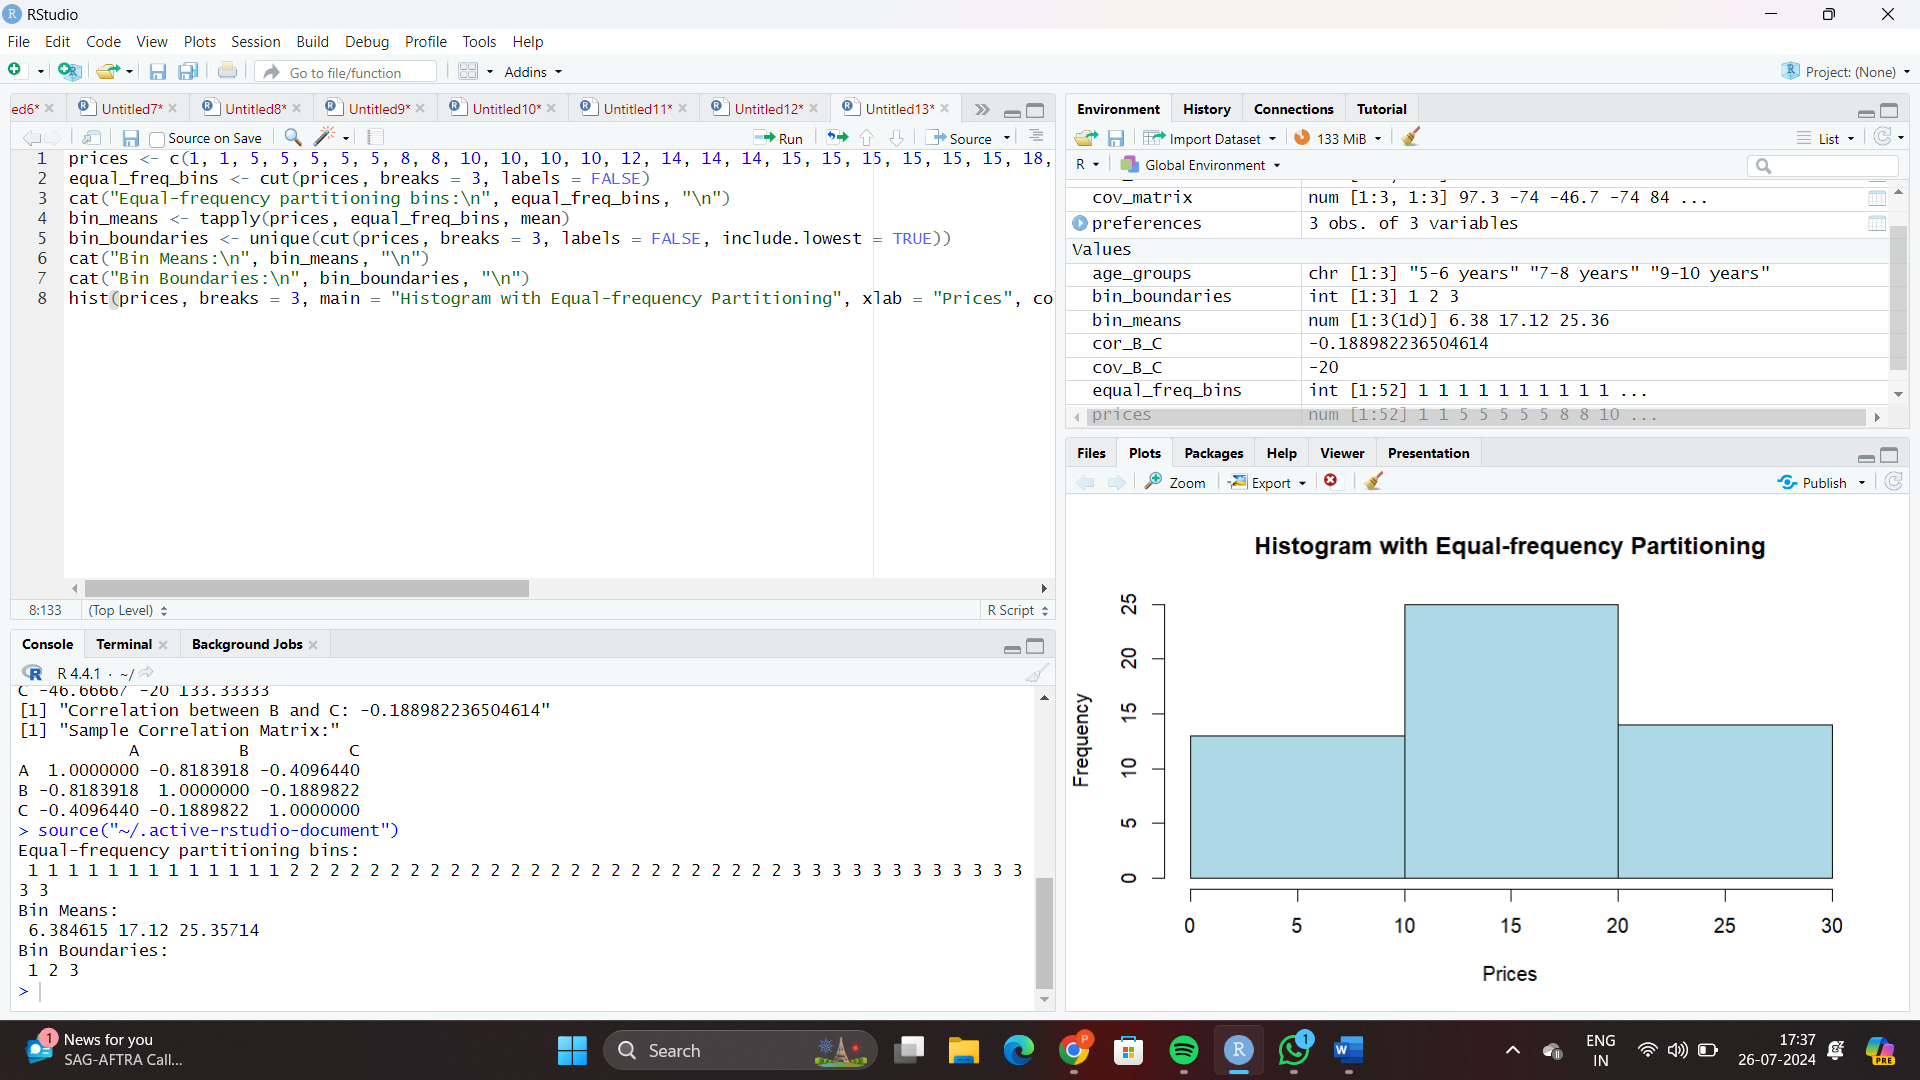 RStudio
File Edit Code View Plots Session Build Debug Profile Tools Help
Go to file/function Addins Project: (None)
ed6* Untitled7* Untitled8* Untitled9* Untitled10* Untitled11* Untitled12* Untitled13*
Source on Save Run Source
1 prices <- c(1, 1, 5, 5, 5, 5, 5, 8, 8, 10, 10, 10, 10, 12, 14, 14, 14, 15, 15, 15, 15, 15, 15, 18,
2 equal_freq_bins <- cut(prices, breaks = 3, labels = FALSE)
3 cat("Equal-frequency partitioning bins:\n", equal_freq_bins, "\n")
4 bin_means <- tapply(prices, equal_freq_bins, mean)
5 bin_boundaries <- unique(cut(prices, breaks = 3, labels = FALSE, include.lowest = TRUE))
6 cat("Bin Means:\n", bin_means, "\n")
7 cat("Bin Boundaries:\n", bin_boundaries, "\n")
8 hist(prices, breaks = 3, main = "Histogram with Equal-frequency Partitioning", xlab = "Prices", co
8:133 (Top Level) R Script
Console Terminal Background Jobs
R 4.4.1 · ~/
C -46.66667 -20 133.33333
[1] "Correlation between B and C: -0.188982236504614"
[1] "Sample Correlation Matrix:"
A B C
A 1.0000000 -0.8183918 -0.4096440
B -0.8183918 1.0000000 -0.1889822
C -0.4096440 -0.1889822 1.0000000
> source("~/.active-rstudio-document")
Equal-frequency partitioning bins:
1 1 1 1 1 1 1 1 1 1 1 1 1 2 2 2 2 2 2 2 2 2 2 2 2 2 2 2 2 2 2 2 2 2 2 2 2 2 3 3 3 3 3 3 3 3 3 3 3 3
3 3
Bin Means:
6.384615 17.12 25.35714
Bin Boundaries:
1 2 3
>
Environment History Connections Tutorial
Import Dataset 133 MiB List
R Global Environment
cov_matrix num [1:3, 1:3] 97.3 -74 -46.7 -74 84 ...
preferences 3 obs. of 3 variables
Values
age_groups chr [1:3] "5-6 years" "7-8 years" "9-10 years"
bin_boundaries int [1:3] 1 2 3
bin_means num [1:3(1d)] 6.38 17.12 25.36
cor_B_C -0.188982236504614
cov_B_C -20
equal_freq_bins int [1:52] 1 1 1 1 1 1 1 1 1 1 ...
prices num [1:52] 1 1 5 5 5 5 5 8 8 10 ...
Files Plots Packages Help Viewer Presentation
Zoom Export Publish
Histogram with Equal-frequency Partitioning
Frequency
25
20
15
10
5
0
0 5 10 15 20 25 30
Prices
1 News for you
SAG-AFTRA Call...
Search
P
1
ENG
IN
17:37
26-07-2024
PRE